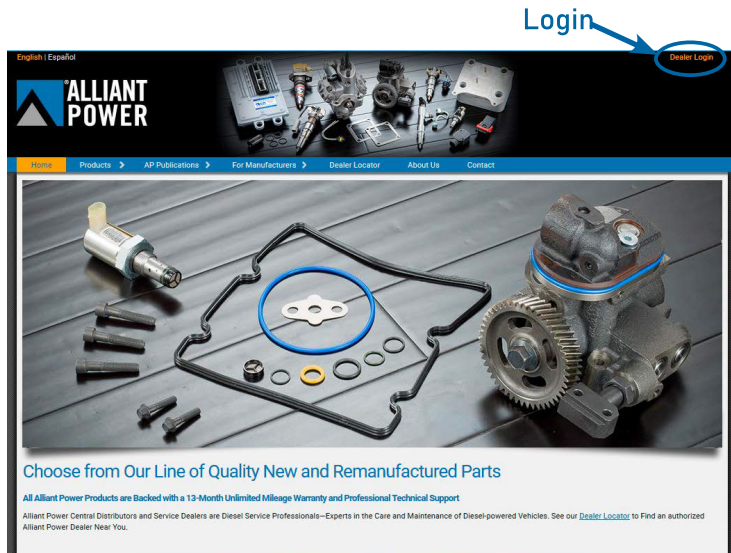 Login
English | Español
Dealer Login
®ALLIANT
POWER
Home Products AP Publications For Manufacturers Dealer Locator About Us Contact
Choose from Our Line of Quality New and Remanufactured Parts
All Alliant Power Products are Backed with a 13-Month Unlimited Mileage Warranty and Professional Technical Support
Alliant Power Central Distributors and Service Dealers are Diesel Service Professionals—Experts in the Care and Maintenance of Diesel-powered Vehicles. See our Dealer Locator to Find an authorized
Alliant Power Dealer Near You.